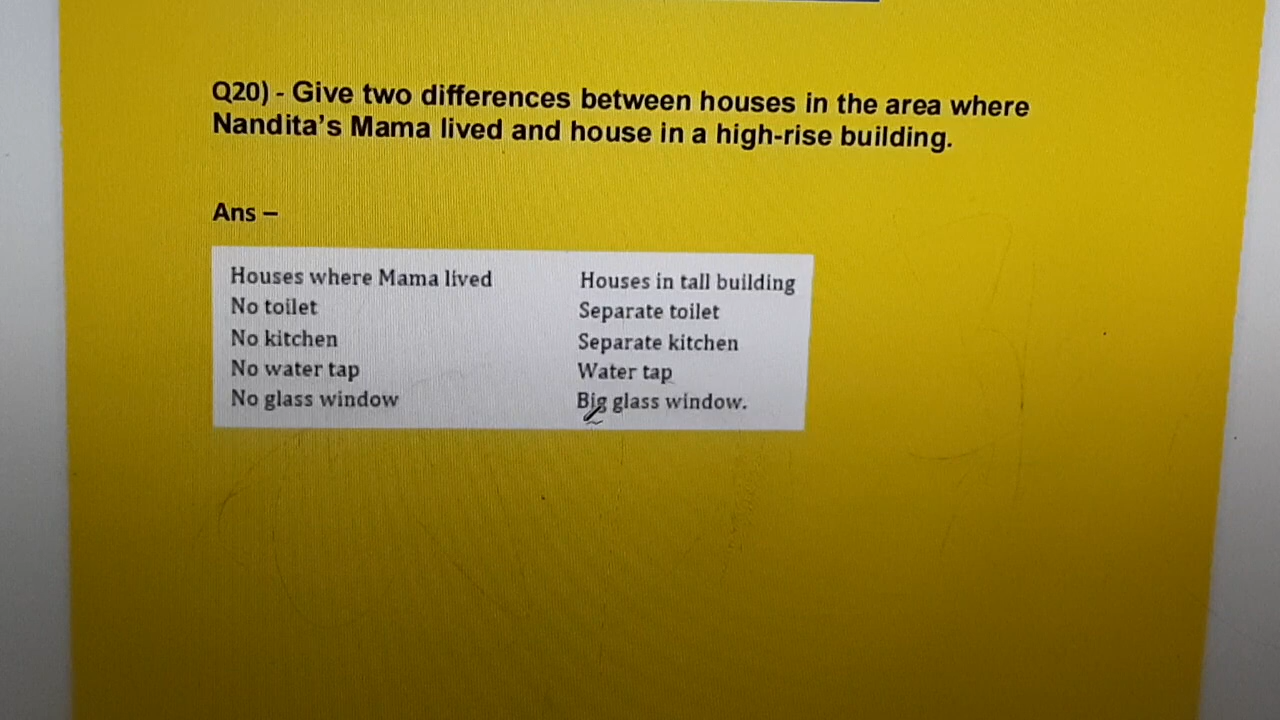 Q20) - Give two differences between houses in the area where
Nandita's Mama lived and house in a high-rise building.
Ans –
Houses where Mama lived Houses in tall building
No toilet Separate toilet
No kitchen Separate kitchen
No water tap Water tap
No glass window Big glass window.